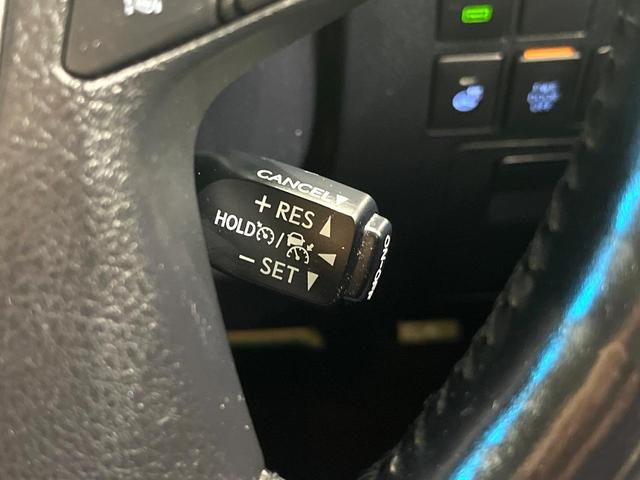 CANCEL▼
+ RES ▲
HOLD / ◀
− SET ▼
ON·OFF